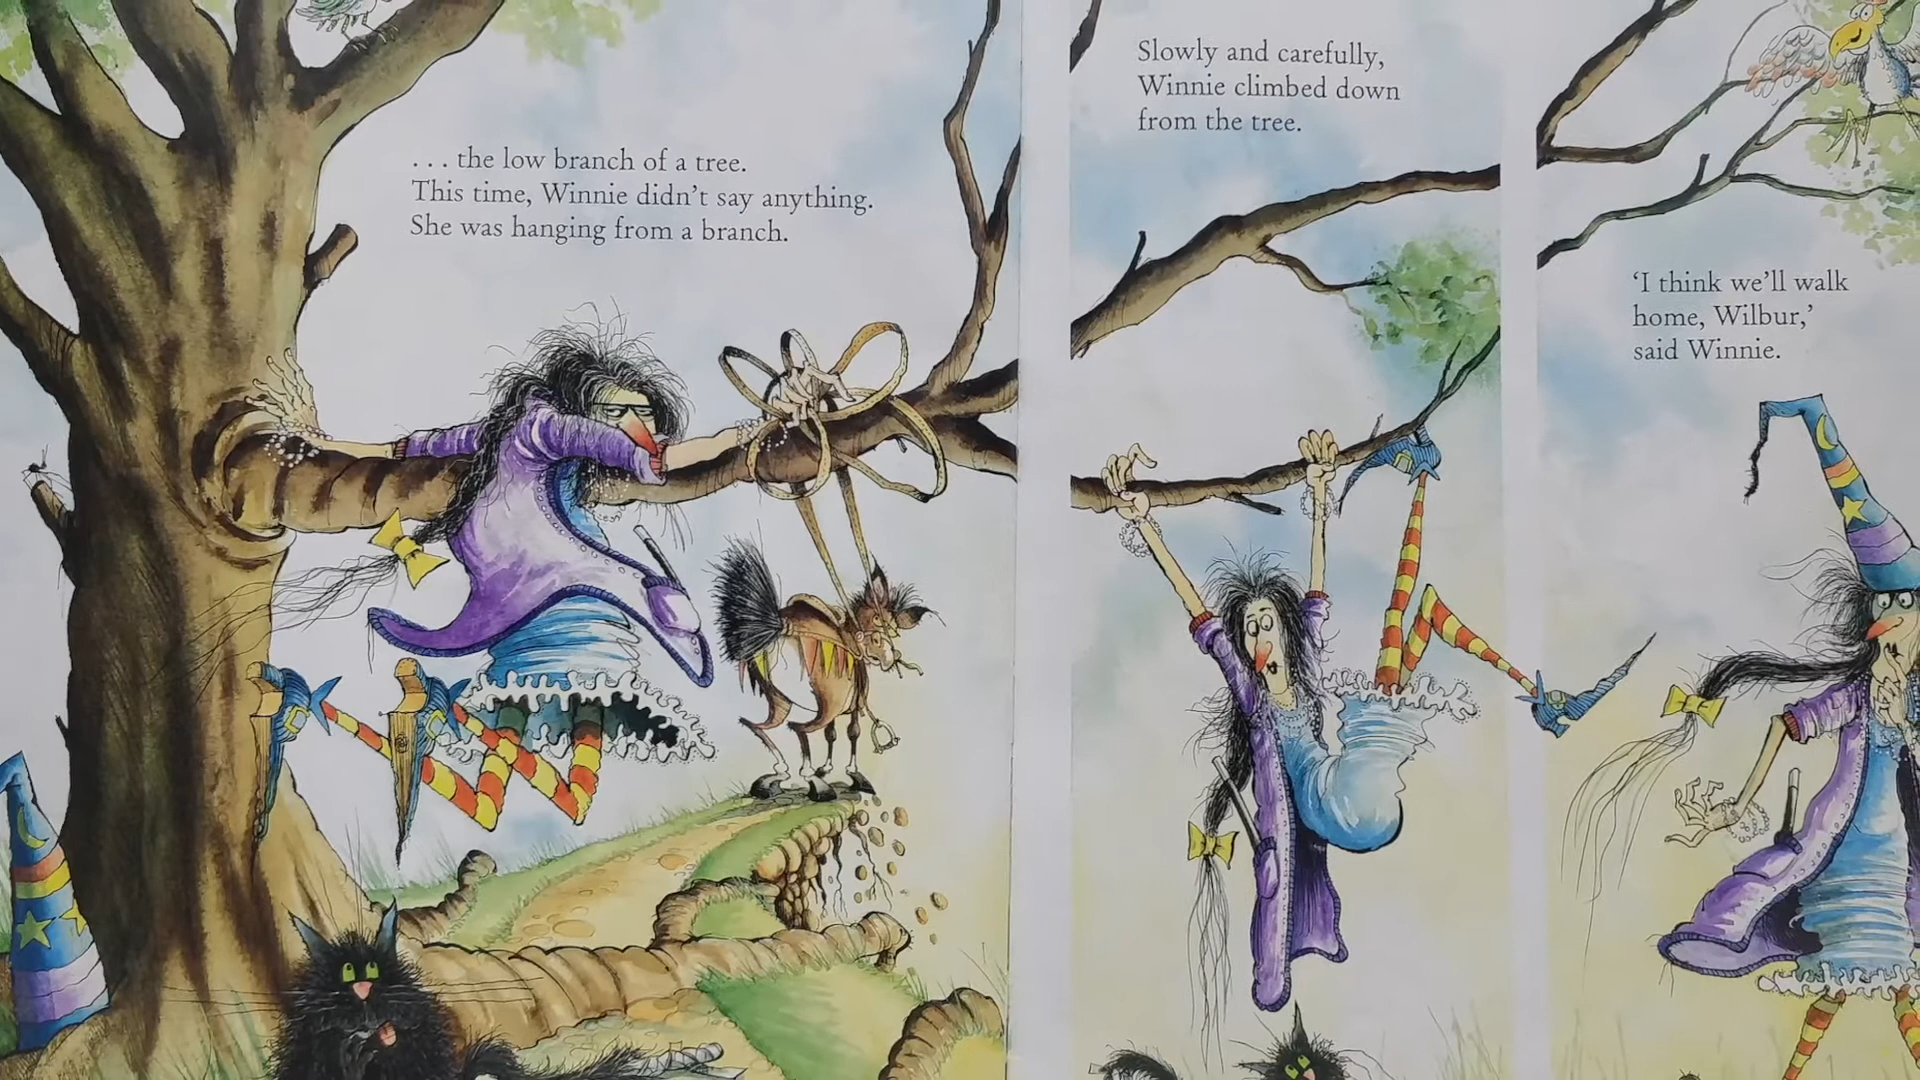 . . . the low branch of a tree.
This time, Winnie didn't say anything.
She was hanging from a branch.
Slowly and carefully,
Winnie climbed down
from the tree.
‘I think we'll walk
home, Wilbur,’
said Winnie.